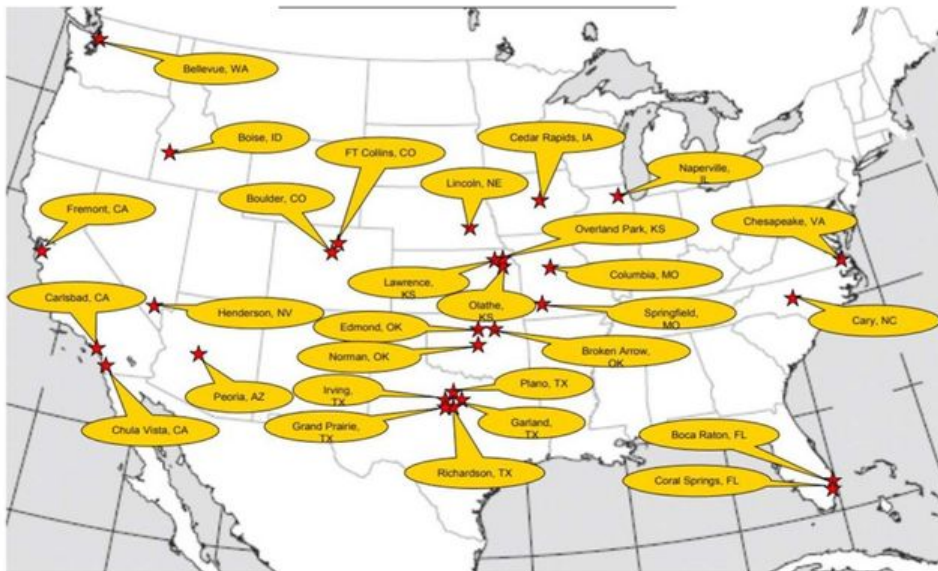 Bellevue, WA
Boise, ID
FT Collins, CO
Cedar Rapids, IA
Naperville,
IL
Lincoln, NE
Boulder, CO
Fremont, CA
Overland Park, KS
Chesapeake, VA
Lawrence,
KS
Columbia, MO
Olathe,
KS
Carlsbad, CA
Henderson, NV
Edmond, OK
Springfield,
MO
Cary, NC
Norman, OK
Broken Arrow,
OK
Peoria, AZ
Irving,
TX
Plano, TX
Chula Vista, CA
Grand Prairie,
TX
Garland,
TX
Boca Raton, FL
Richardson, TX
Coral Springs, FL